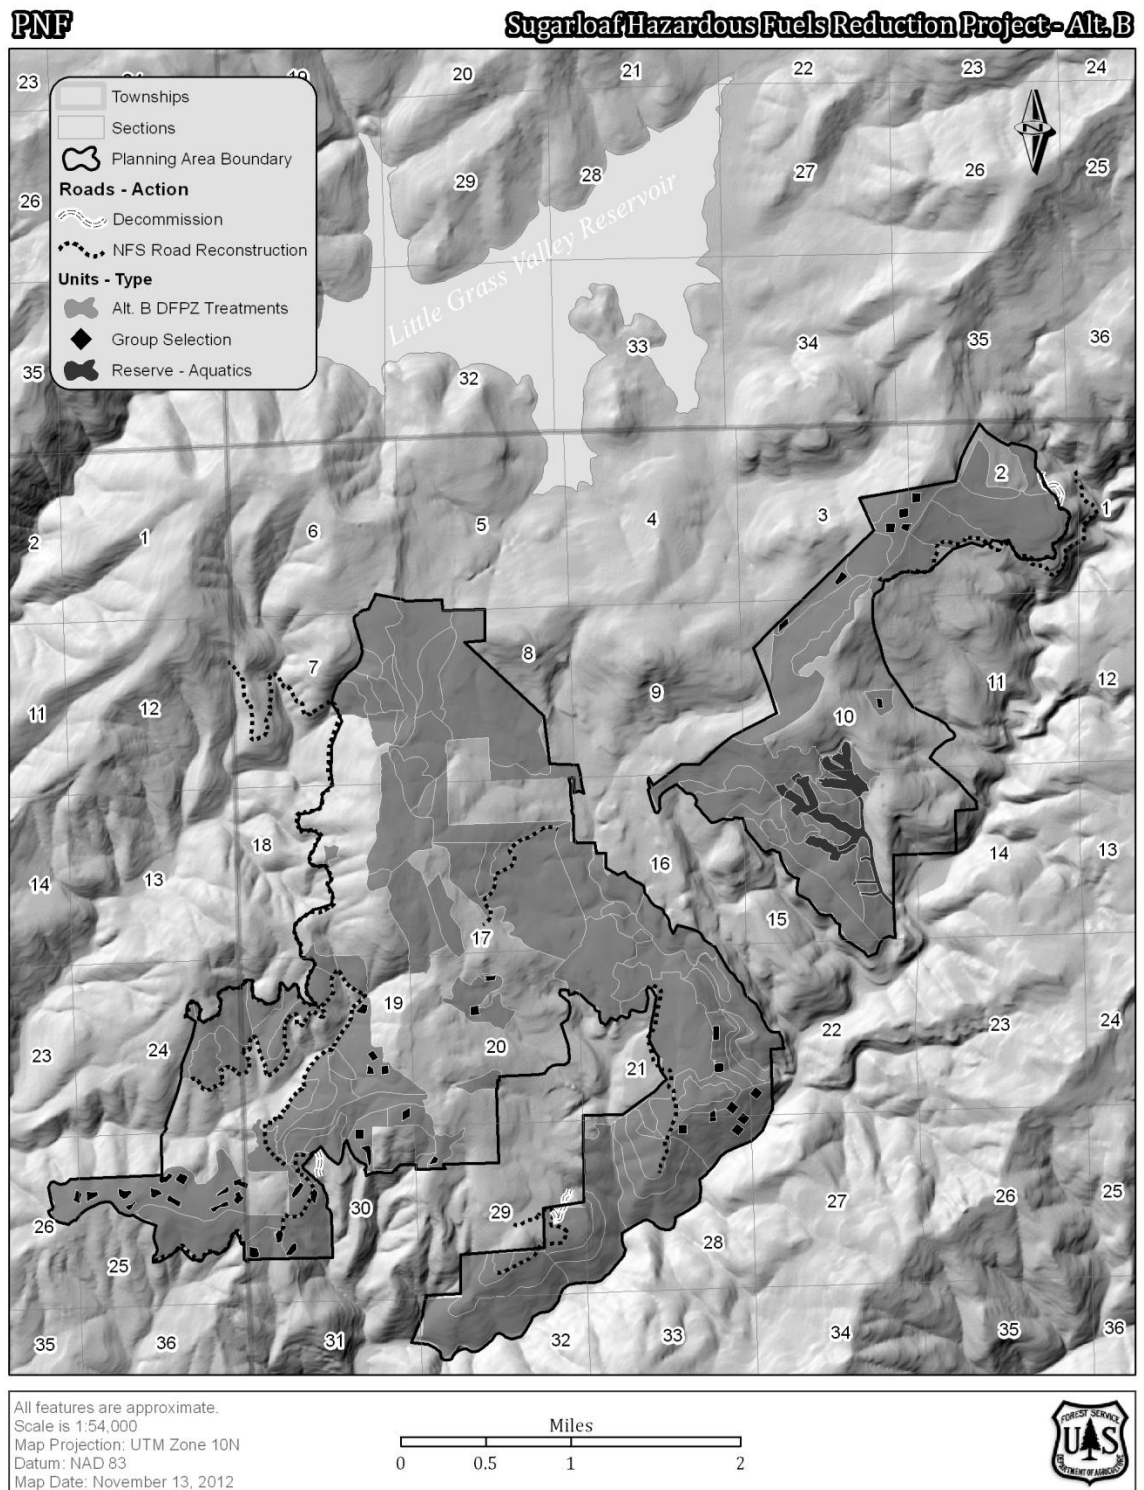 PNF
Sugarloaf Hazardous Fuels Reduction Project - Alt. B
23
19
20
21
22
23
24
Townships
Sections
Planning Area Boundary
Roads - Action
Decommission
NFS Road Reconstruction
Units - Type
Alt. B DFPZ Treatments
Group Selection
Reserve - Aquatics
N
26
29
28
27
26
25
Little Grass Valley Reservoir
35
32
33
34
35
36
2
1
6
5
4
3
2
1
11
12
7
8
9
10
11
12
14
13
18
17
16
15
14
13
23
24
19
20
21
22
23
24
26
25
30
29
28
27
26
25
35
36
31
32
33
34
35
36
All features are approximate.
Scale is 1:54,000
Map Projection: UTM Zone 10N
Datum: NAD 83
Map Date: November 13, 2012
Miles
0 0.5 1 2
FOREST SERVICE
U S
DEPARTMENT OF AGRICULTURE